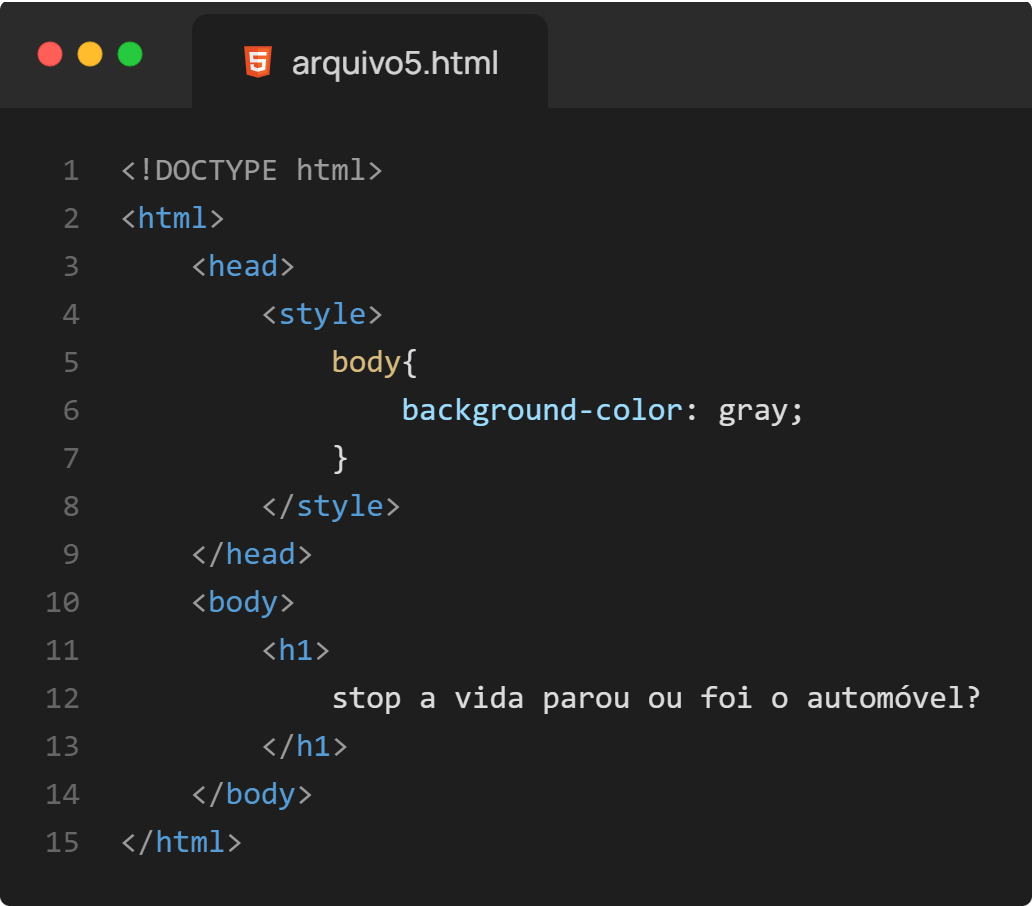 arquivo5.html
1 <!DOCTYPE html>
2 <html>
3     <head>
4         <style>
5             body{
6                 background-color: gray;
7             }
8         </style>
9     </head>
10     <body>
11         <h1>
12             stop a vida parou ou foi o automóvel?
13         </h1>
14     </body>
15 </html>